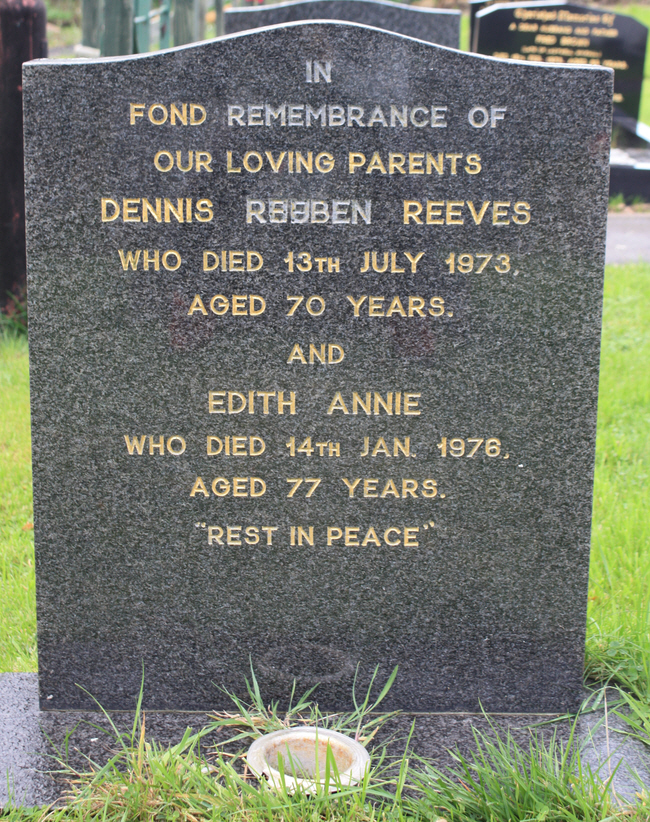 IN
FOND REMEMBRANCE OF
OUR LOVING PARENTS
DENNIS REUBEN REEVES
WHO DIED 13TH JULY 1973,
AGED 70 YEARS.
AND
EDITH ANNIE
WHO DIED 14TH JAN. 1976,
AGED 77 YEARS.
"REST IN PEACE"